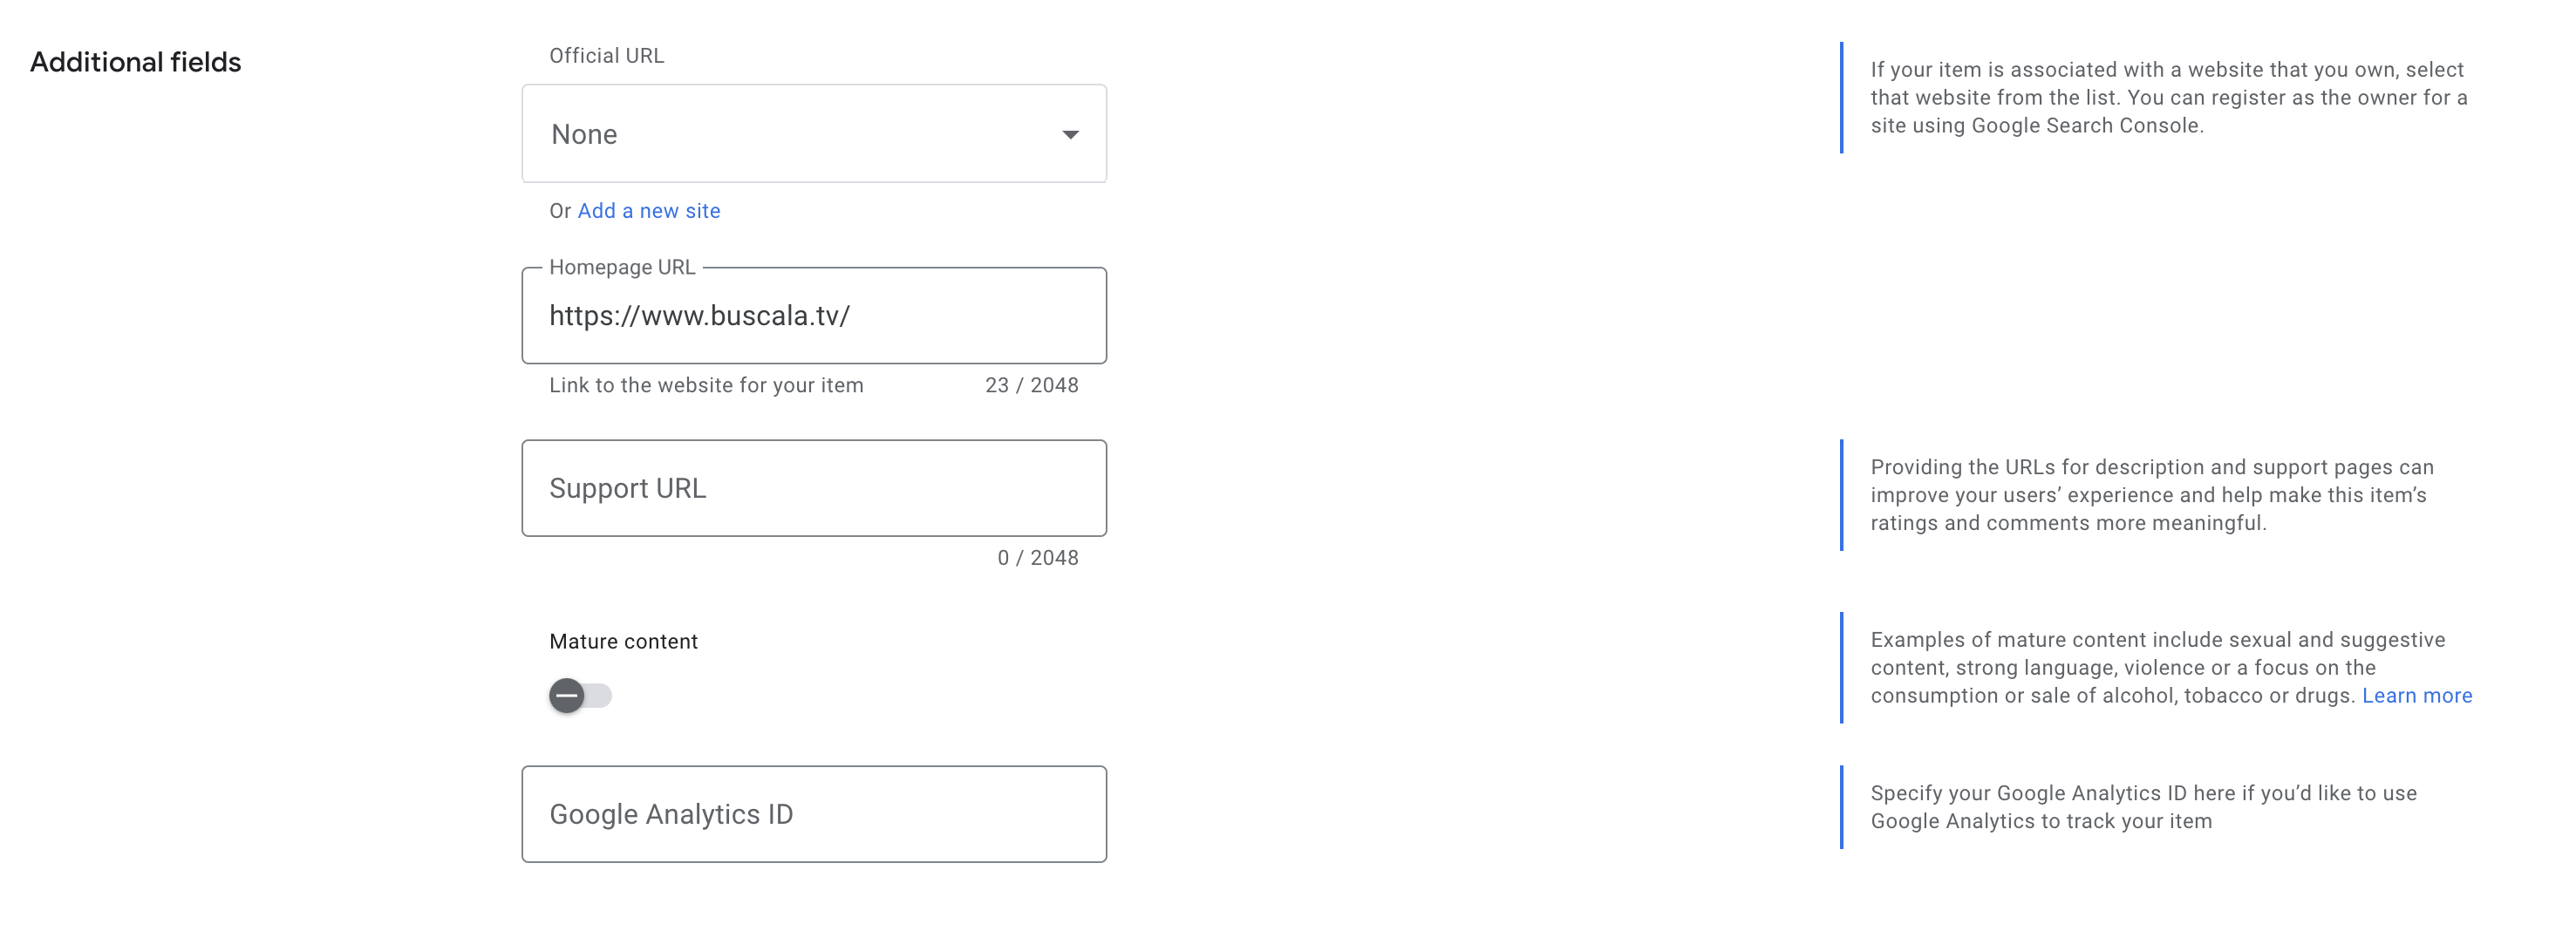 Additional fields
Official URL
None
Or Add a new site
If your item is associated with a website that you own, select
that website from the list. You can register as the owner for a
site using Google Search Console.
Homepage URL
https://www.buscala.tv/
Link to the website for your item
23 / 2048
Support URL
0 / 2048
Providing the URLs for description and support pages can
improve your users’ experience and help make this item’s
ratings and comments more meaningful.
Mature content
Examples of mature content include sexual and suggestive
content, strong language, violence or a focus on the
consumption or sale of alcohol, tobacco or drugs. Learn more
Google Analytics ID
Specify your Google Analytics ID here if you’d like to use
Google Analytics to track your item